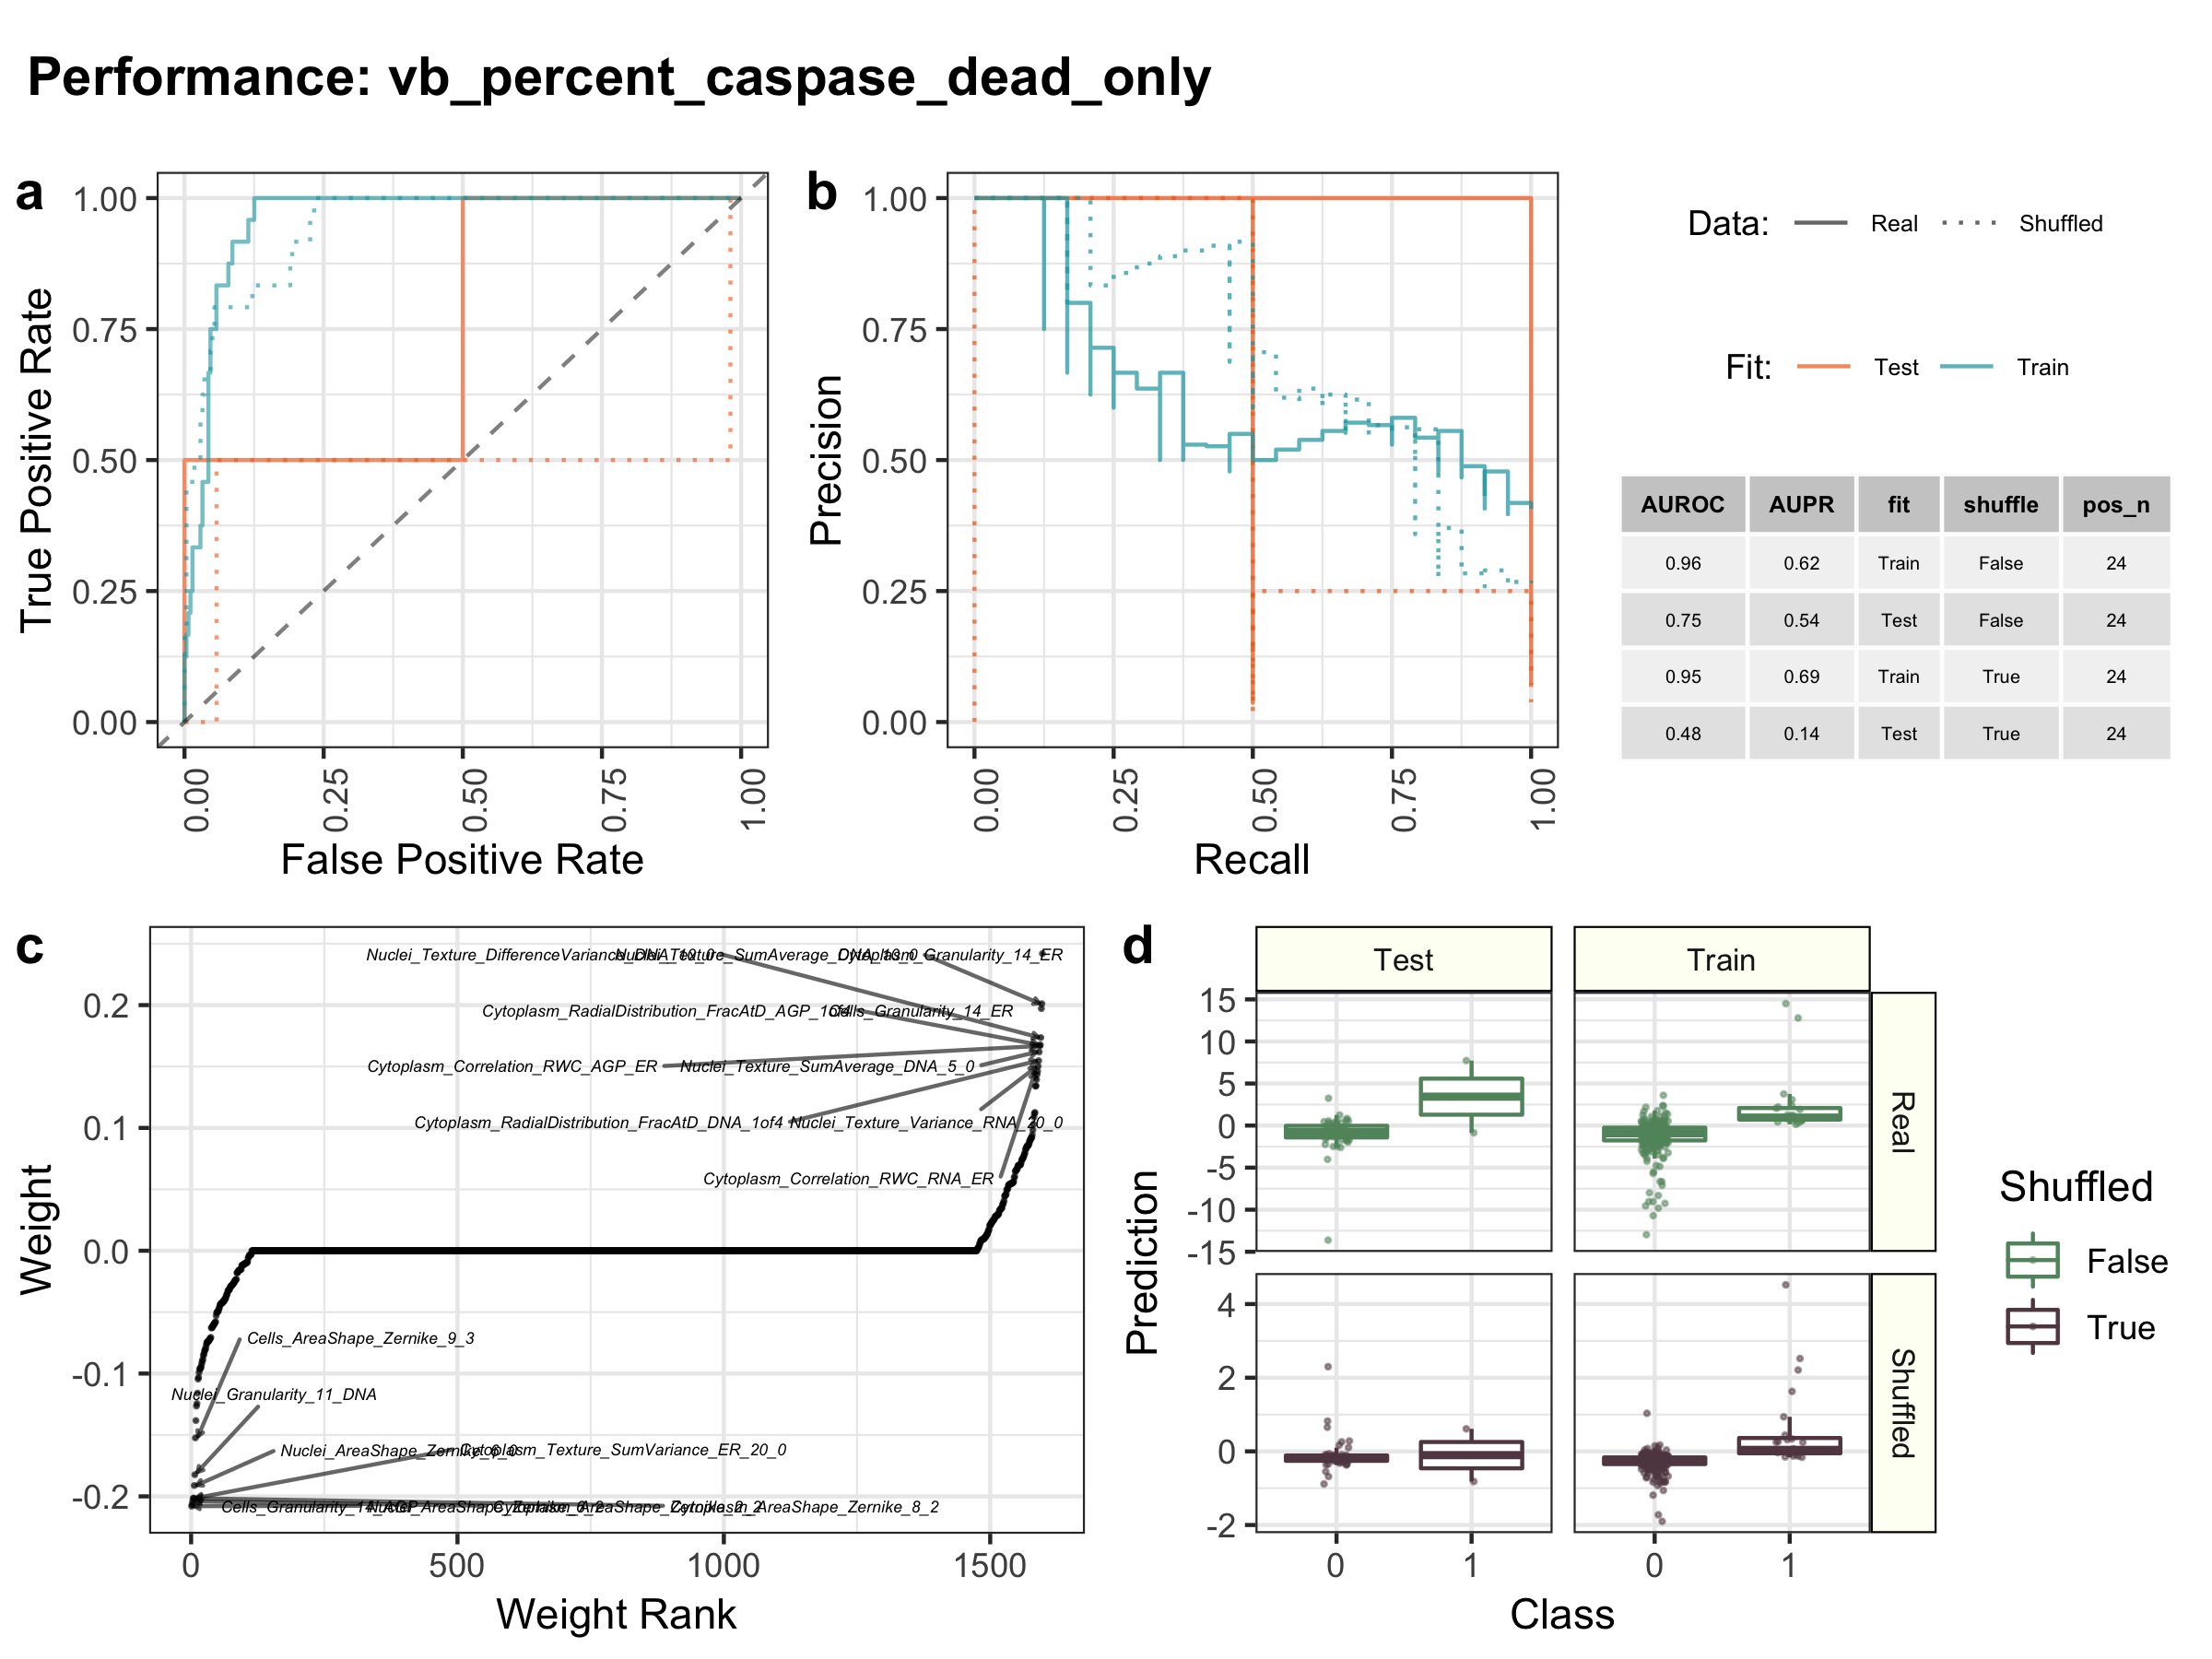 Performance: vb_percent_caspase_dead_only
a
1.00
0.75
0.50
0.25
0.00
True Positive Rate
0.00
0.25
0.50
0.75
1.00
False Positive Rate
b
1.00
0.75
0.50
0.25
0.00
Precision
0.00
0.25
0.50
0.75
1.00
Recall
Data: Real Shuffled
Fit: Test Train
AUROC AUPR fit shuffle pos_n
0.96 0.62 Train False 24
0.75 0.54 Test False 24
0.95 0.69 Train True 24
0.48 0.14 Test True 24
c
0.2
0.1
0.0
-0.1
-0.2
Weight
Nuclei_Texture_DifferenceVariance_DNA_10_0
Nuclei_Texture_SumAverage_DNA_10_0
Cytoplasm_Granularity_14_ER
Cytoplasm_RadialDistribution_FracAtD_AGP_1of4
Cells_Granularity_14_ER
Cytoplasm_Correlation_RWC_AGP_ER
Nuclei_Texture_SumAverage_DNA_5_0
Cytoplasm_RadialDistribution_FracAtD_DNA_1of4
Nuclei_Texture_Variance_RNA_20_0
Cytoplasm_Correlation_RWC_RNA_ER
Cells_AreaShape_Zernike_9_3
Nuclei_Granularity_11_DNA
Nuclei_AreaShape_Zernike_6_0
Cytoplasm_Texture_SumVariance_ER_20_0
Cells_Granularity_14_AGP
Cytoplasm_AreaShape_Zernike_2_2
Cytoplasm_AreaShape_Zernike_8_2
0
500
1000
1500
Weight Rank
d
Test
Train
Real
Shuffled
15
10
5
0
-5
-10
-15
4
2
0
-2
Prediction
0
1
0
1
Class
Shuffled
False
True